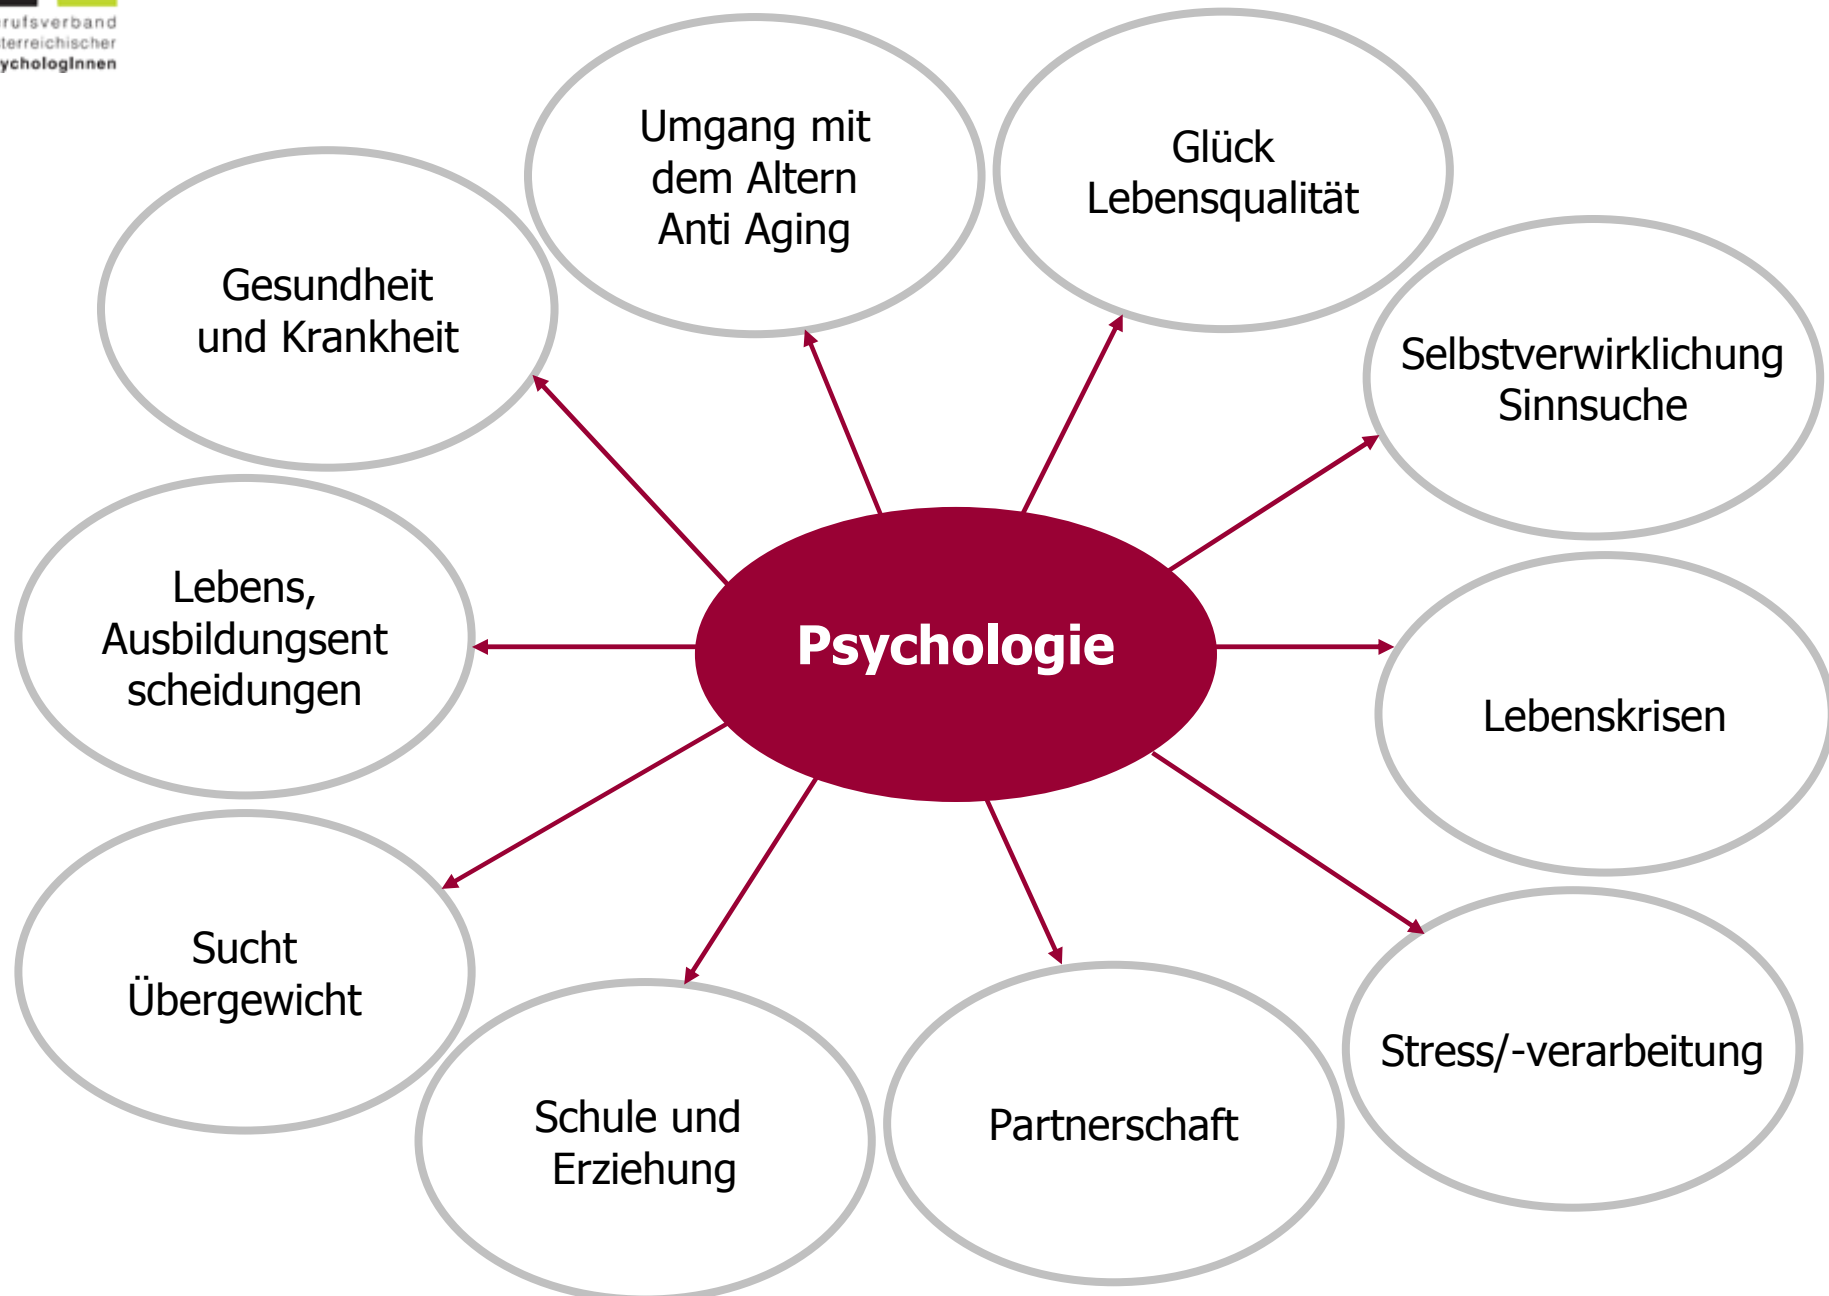 rufsverband
terreichischer
ychologInnen
Umgang mit
dem Altern
Anti Aging
Glück
Lebensqualität
Gesundheit
und Krankheit
Selbstverwirklichung
Sinnsuche
Lebens,
Ausbildungsent
scheidungen
Psychologie
Lebenskrisen
Sucht
Übergewicht
Stress/-verarbeitung
Schule und
Erziehung
Partnerschaft